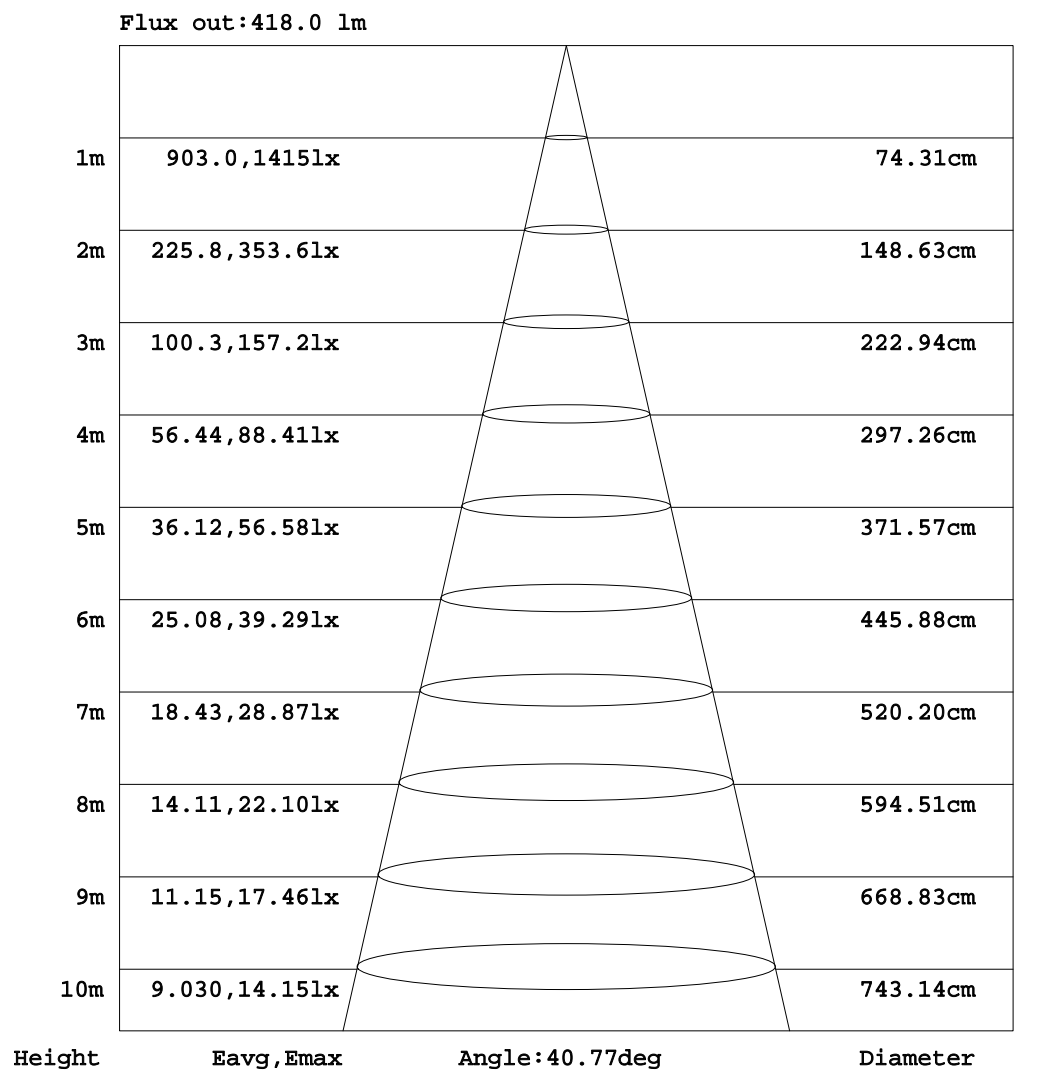 Flux out:418.0 lm
1m 903.0,1415lx 74.31cm
2m 225.8,353.6lx 148.63cm
3m 100.3,157.2lx 222.94cm
4m 56.44,88.41lx 297.26cm
5m 36.12,56.58lx 371.57cm
6m 25.08,39.29lx 445.88cm
7m 18.43,28.87lx 520.20cm
8m 14.11,22.10lx 594.51cm
9m 11.15,17.46lx 668.83cm
10m 9.030,14.15lx 743.14cm
Height Eavg,Emax Angle:40.77deg Diameter